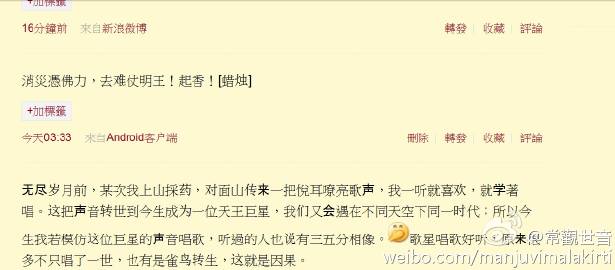 +加標籤
16分鐘前 來自新浪微博 轉發 收藏 評論
消災憑佛力，去难仗明王！起香！[蜡烛]
+加標籤
今天03:33 來自Android客户端 刪除 轉發 收藏 評論
无尽岁月前，某次我上山採药，对面山传来一把悦耳嘹亮歌声，我一听就喜欢，就学著
唱。这把声音转世到今生成为一位天王巨星，我们又会遇在不同天空下同一时代；所以今
生我若模仿这位巨星的声音唱歌，听過的人也说有三五分相像。歌星唱歌好听，原来
多不只唱了一世，也有是雀鸟转生，这就是因果。
@常觀世音
weibo.com/manjuvimalakirti